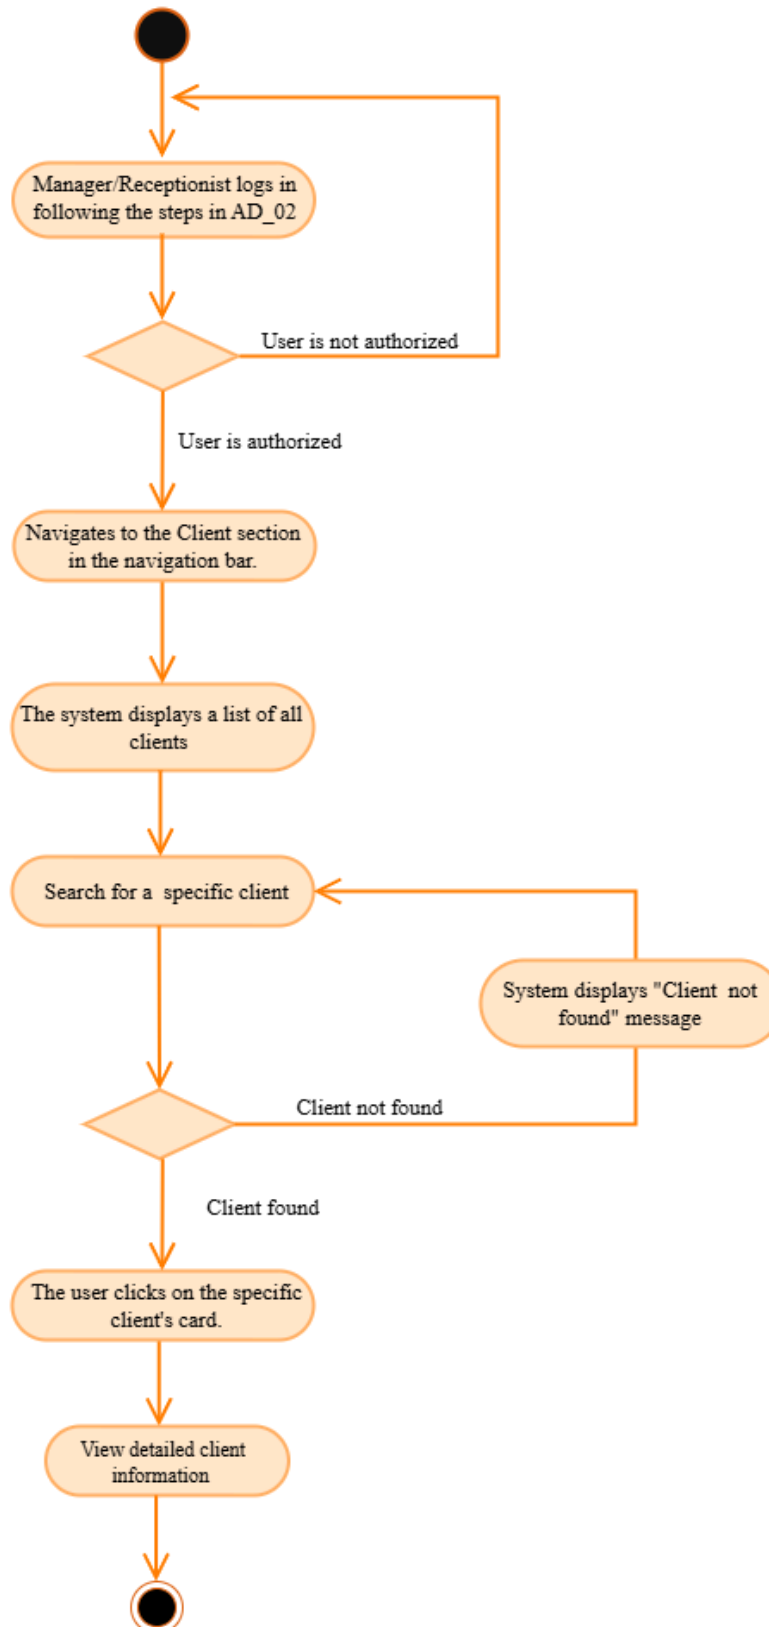 Manager/Receptionist logs in
following the steps in AD_02
User is not authorized
User is authorized
Navigates to the Client section
in the navigation bar.
The system displays a list of all
clients
Search for a  specific client
System displays "Client  not
found" message
Client not found
Client found
The user clicks on the specific
client's card.
View detailed client
information